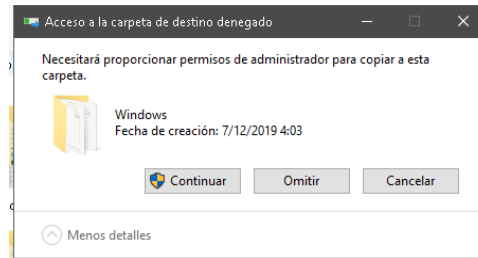 Acceso a la carpeta de destino denegado
Necesitará proporcionar permisos de administrador para copiar a esta
carpeta.
Windows
Fecha de creación: 7/12/2019 4:03
Continuar
Omitir
Cancelar
Menos detalles